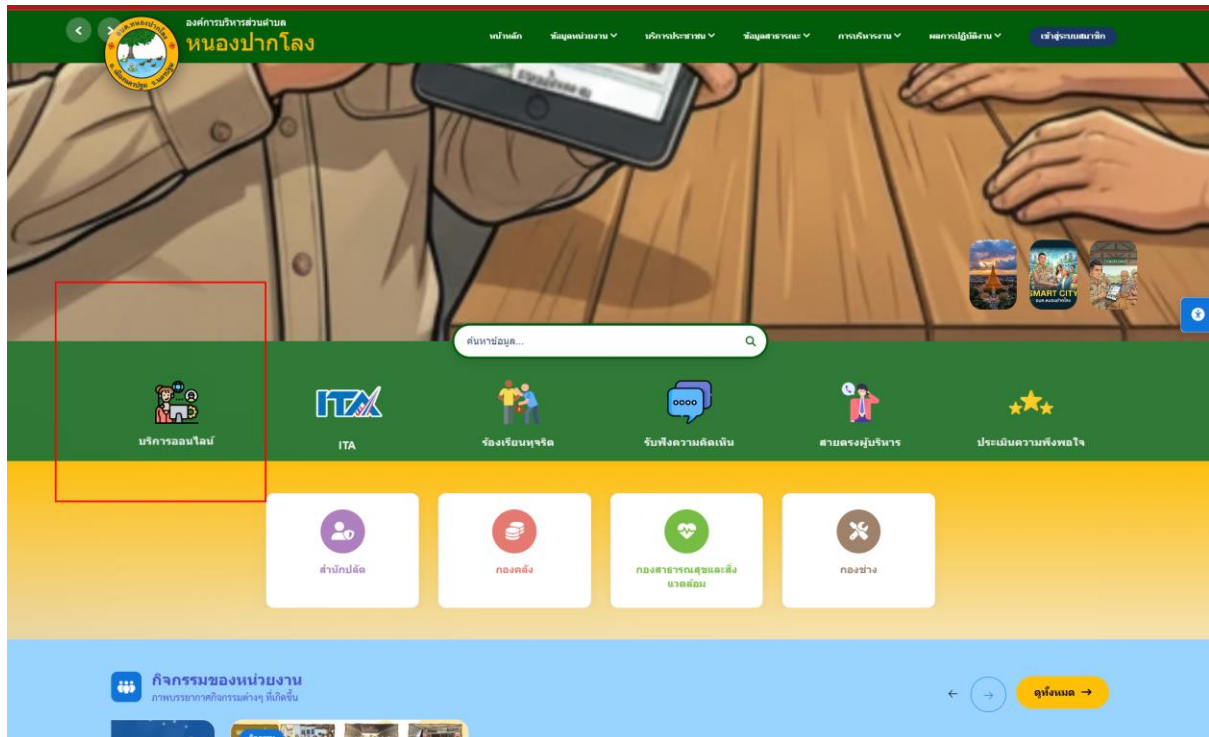 องค์การบริหารส่วนตำบล
หนองปากโลง
หน้าหลัก
ข้อมูลหน่วยงาน
บริการประชาชน
ข้อมูลสาธารณะ
การบริหารงาน
ผลการปฏิบัติงาน
เข้าสู่ระบบสมาชิก
SMART CITY
ค้นหาข้อมูล...
บริการออนไลน์
ITA
ITA
ร้องเรียนทุจริต
รับฟังความคิดเห็น
สายตรงผู้บริหาร
ประเมินความพึงพอใจ
สำนักปลัด
กองคลัง
กองสาธารณสุขและสิ่ง
แวดล้อม
กองช่าง
กิจกรรมของหน่วยงาน
ภาพบรรยากาศกิจกรรมต่างๆ ที่เกิดขึ้น
ดูทั้งหมด